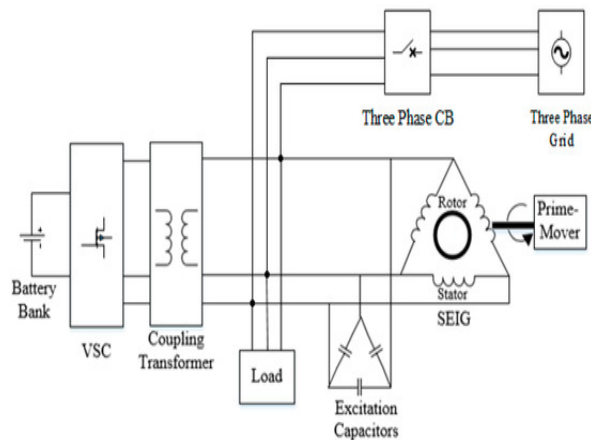 Three Phase CB
Three Phase
Grid
Rotor
Prime-
Mover
Stator
SEIG
Battery
Bank
VSC
Coupling
Transformer
Load
Excitation
Capacitors